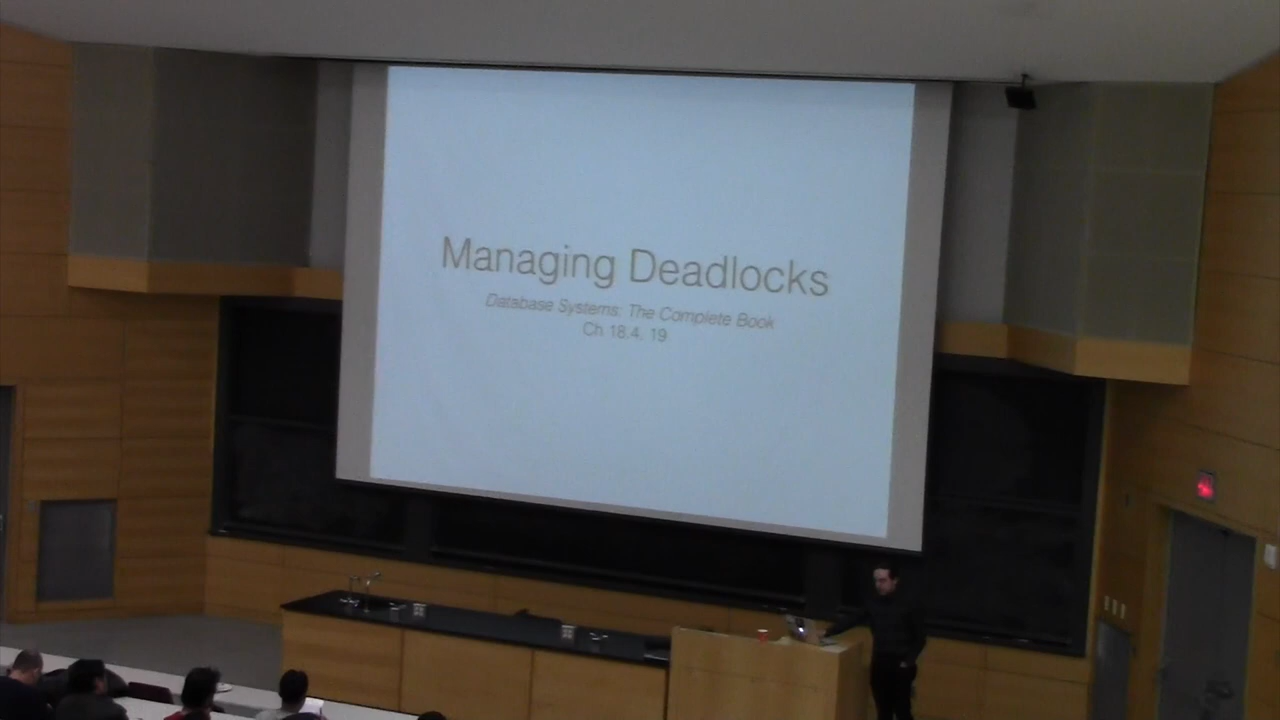 Managing Deadlocks
Database Systems: The Complete Book
Ch 18.4, 19